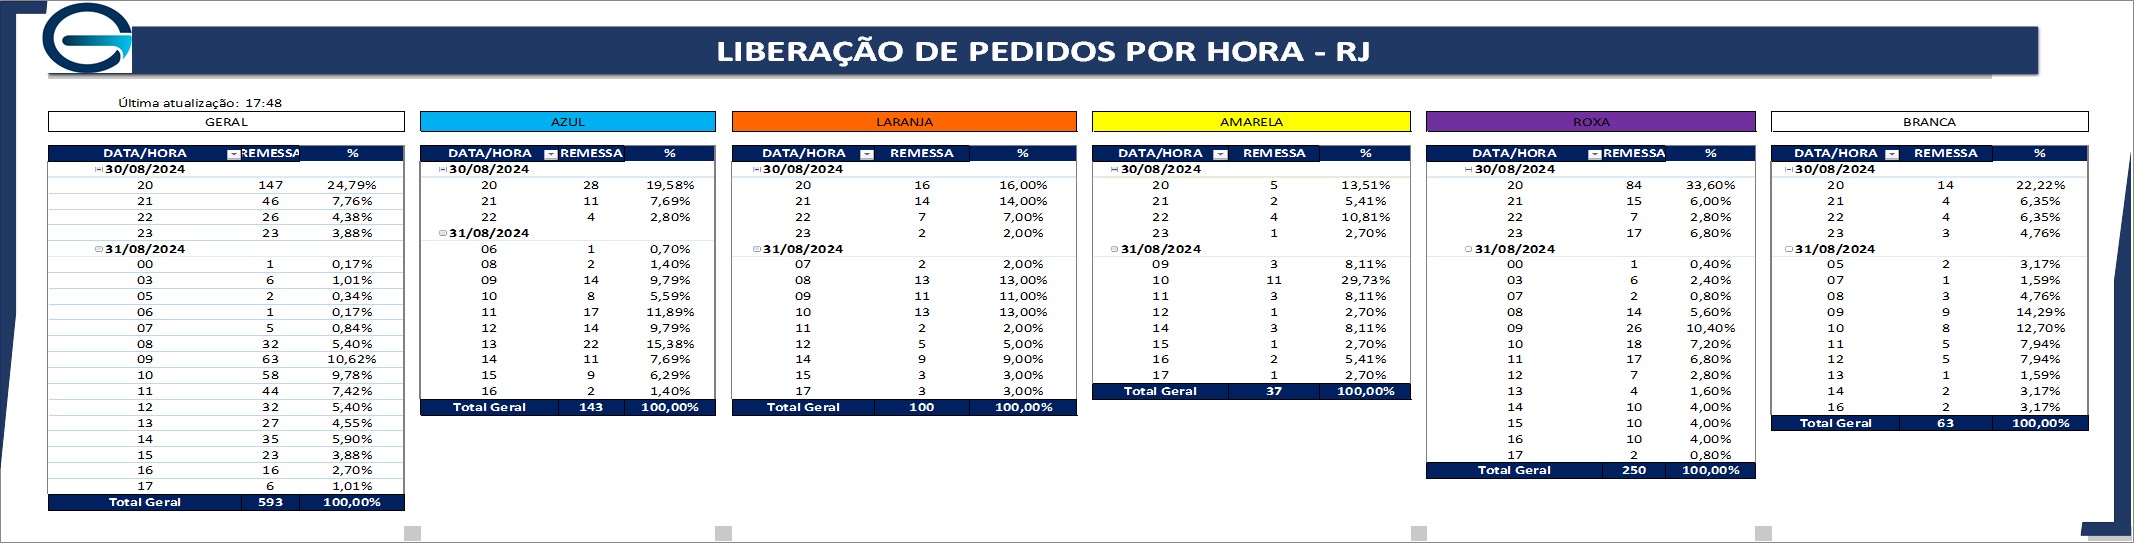 LIBERAÇÃO DE PEDIDOS POR HORA - RJ
Última atualização: 17:48
GERAL
DATA/HORA REMESSA %
30/08/2024
20 147 24,79%
21 46 7,76%
22 26 4,38%
23 23 3,88%
31/08/2024
00 1 0,17%
03 6 1,01%
05 2 0,34%
06 1 0,17%
07 5 0,84%
08 32 5,40%
09 63 10,62%
10 58 9,78%
11 44 7,42%
12 32 5,40%
13 27 4,55%
14 35 5,90%
15 23 3,88%
16 16 2,70%
17 6 1,01%
Total Geral 593 100,00%
AZUL
DATA/HORA REMESSA %
30/08/2024
20 28 19,58%
21 11 7,69%
22 4 2,80%
31/08/2024
06 1 0,70%
08 2 1,40%
09 14 9,79%
10 8 5,59%
11 17 11,89%
12 14 9,79%
13 22 15,38%
14 11 7,69%
15 9 6,29%
16 2 1,40%
Total Geral 143 100,00%
LARANJA
DATA/HORA REMESSA %
30/08/2024
20 16 16,00%
21 14 14,00%
22 7 7,00%
23 2 2,00%
31/08/2024
07 2 2,00%
08 13 13,00%
09 11 11,00%
10 13 13,00%
11 2 2,00%
12 5 5,00%
14 9 9,00%
15 3 3,00%
17 3 3,00%
Total Geral 100 100,00%
AMARELA
DATA/HORA REMESSA %
30/08/2024
20 5 13,51%
21 2 5,41%
22 4 10,81%
23 1 2,70%
31/08/2024
09 3 8,11%
10 11 29,73%
11 3 8,11%
12 1 2,70%
14 3 8,11%
15 1 2,70%
16 2 5,41%
17 1 2,70%
Total Geral 37 100,00%
ROXA
DATA/HORA REMESSA %
30/08/2024
20 84 33,60%
21 15 6,00%
22 7 2,80%
23 17 6,80%
31/08/2024
00 1 0,40%
03 6 2,40%
07 2 0,80%
08 14 5,60%
09 26 10,40%
10 18 7,20%
11 17 6,80%
12 7 2,80%
13 4 1,60%
14 10 4,00%
15 10 4,00%
16 10 4,00%
17 2 0,80%
Total Geral 250 100,00%
BRANCA
DATA/HORA REMESSA %
30/08/2024
20 14 22,22%
21 4 6,35%
22 4 6,35%
23 3 4,76%
31/08/2024
05 2 3,17%
07 1 1,59%
08 3 4,76%
09 9 14,29%
10 8 12,70%
11 5 7,94%
12 5 7,94%
13 1 1,59%
14 2 3,17%
16 2 3,17%
Total Geral 63 100,00%